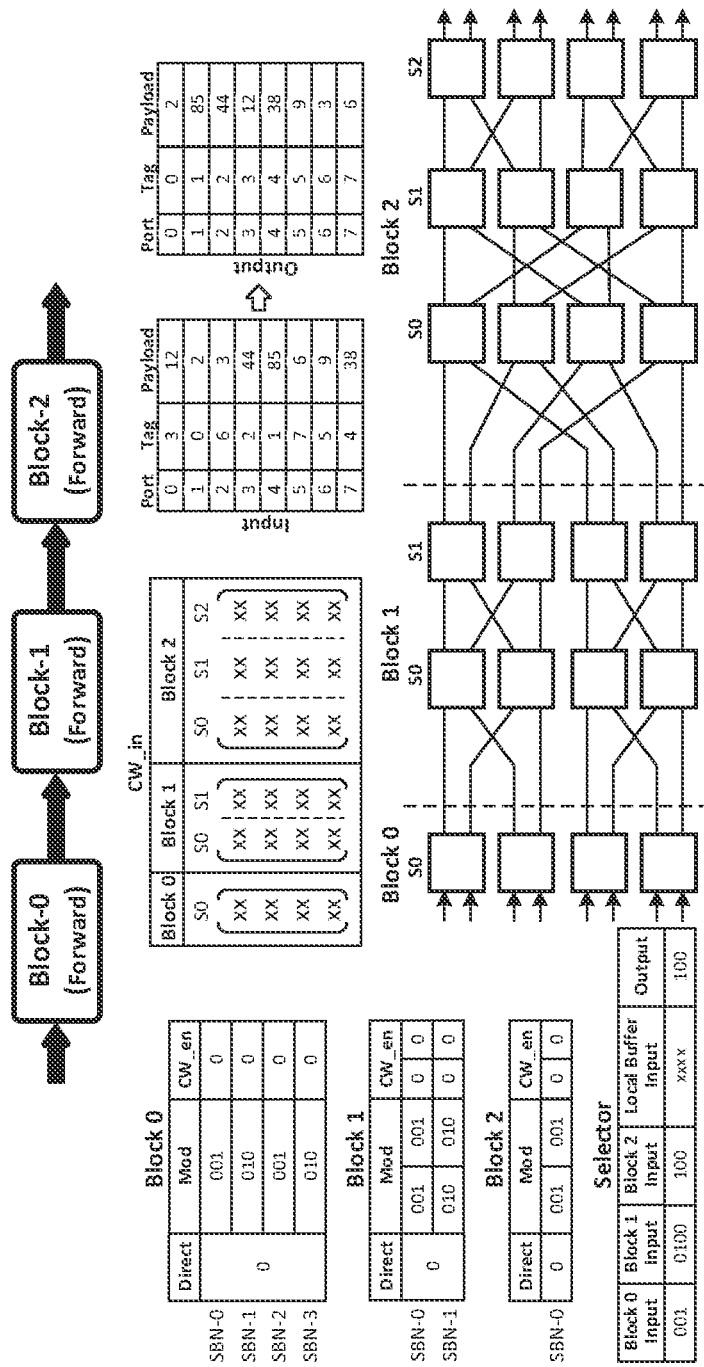 Block-0
(Forward)
Block-1
(Forward)
Block-2
(Forward)
Block 0
Direct Mod CW_en
SBN-0 0 001 0
SBN-1 010 0
SBN-2 001 0
SBN-3 010 0
Block 1
Direct Mod CW_en
SBN-0 0 001 001 0 0
SBN-1 010 010 0 0
Block 2
Direct Mod CW_en
SBN-0 0 001 001 0 0
Selector
Block 0 Input Block 1 Input Block 2 Input Local Buffer Input Output
001 0100 100 xxxx 100
CW_in
Block 0 Block 1 Block 2
S0 S0 S1 S0 S1 S2
XX XX XX XX XX XX
XX XX XX XX XX XX
XX XX XX XX XX XX
XX XX XX XX XX XX
Input
Port Tag Payload
0 3 12
1 0 2
2 6 3
3 2 44
4 1 85
5 7 6
6 5 9
7 4 38
Output
Port Tag Payload
0 0 2
1 1 85
2 2 44
3 3 12
4 4 38
5 5 9
6 6 3
7 7 6
Block 0 Block 1 Block 2
S0 S0 S1 S0 S1 S2